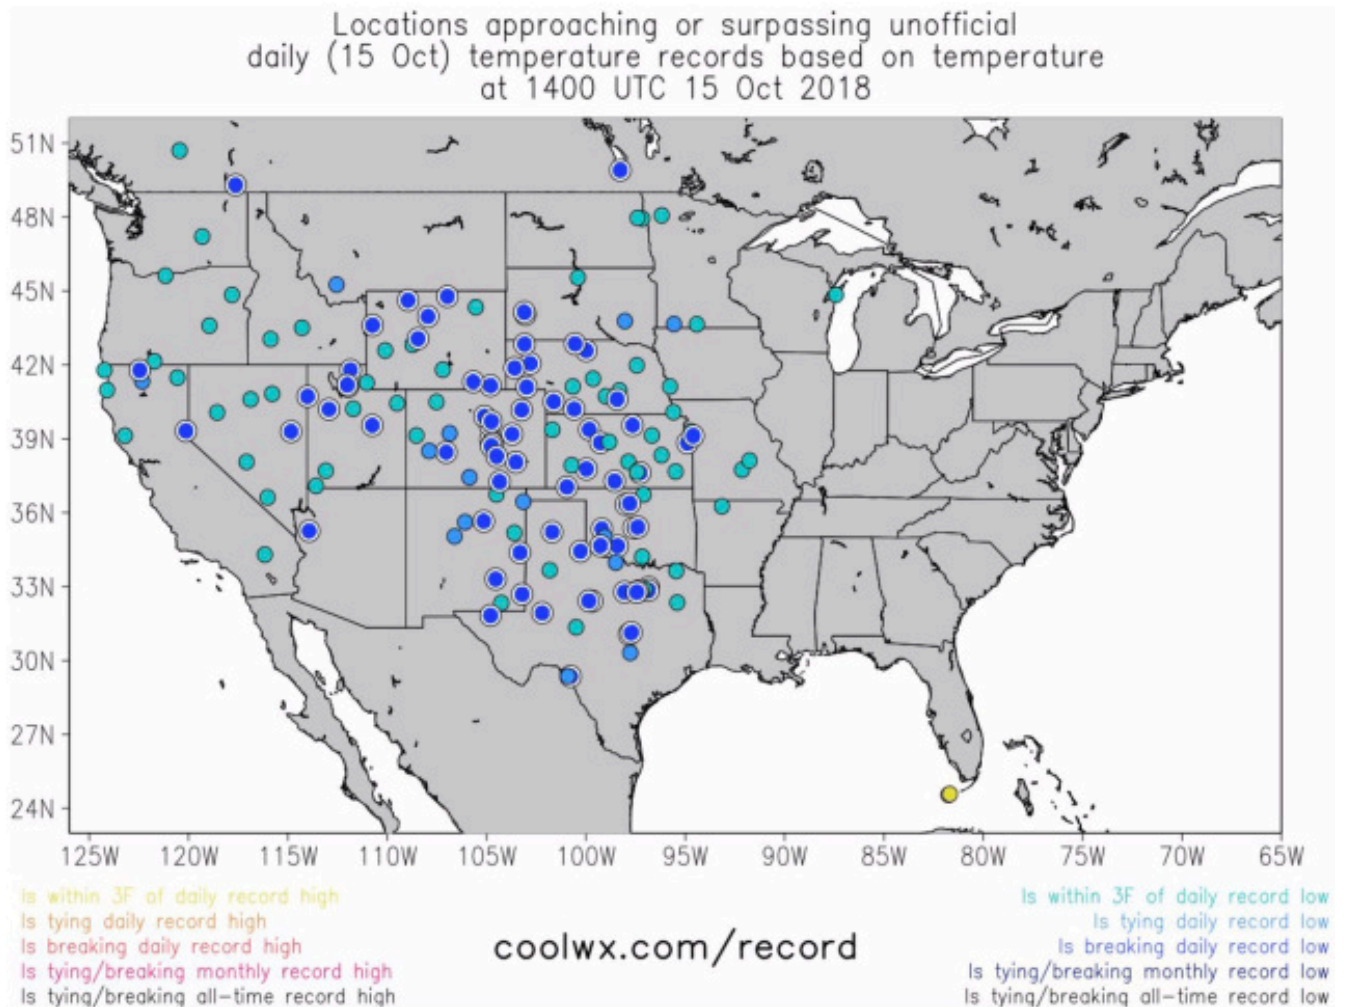 Locations approaching or surpassing unofficial
daily (15 Oct) temperature records based on temperature
at 1400 UTC 15 Oct 2018
51N
48N
45N
42N
39N
36N
33N
30N
27N
24N
125W 120W 115W 110W 105W 100W 95W 90W 85W 80W 75W 70W 65W
Is within 3F of daily record high
Is tying daily record high
Is breaking daily record high
Is tying/breaking monthly record high
Is tying/breaking all-time record high
coolwx.com/record
Is within 3F of daily record low
Is tying daily record low
Is breaking daily record low
Is tying/breaking monthly record low
Is tying/breaking all-time record low